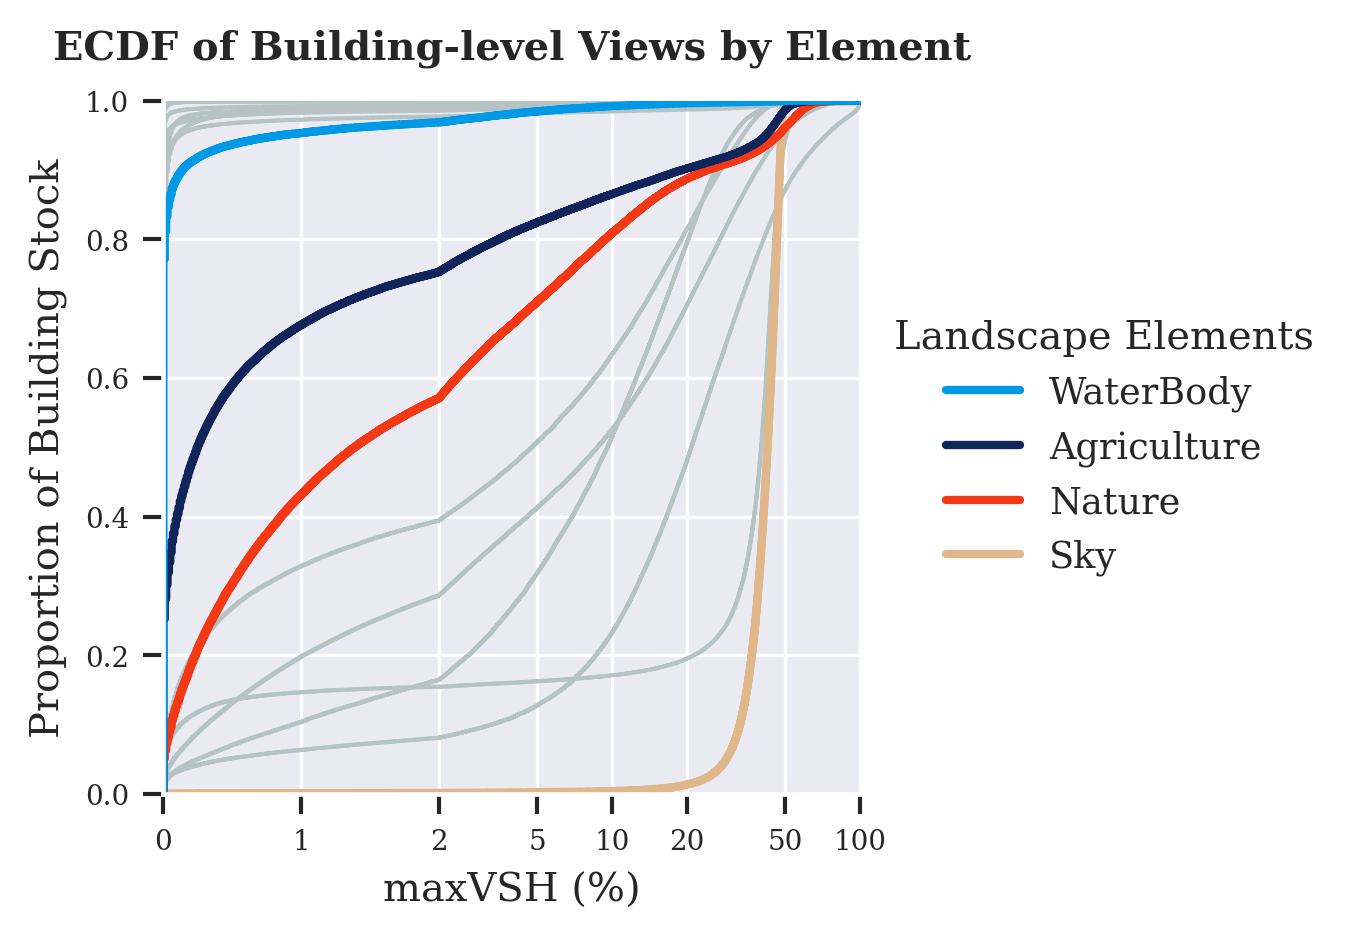 ECDF of Building-level Views by Element
Proportion of Building Stock
1.0
0.8
0.6
0.4
0.2
0.0
0 1 2 5 10 20 50 100
maxVSH (%)
Landscape Elements
WaterBody
Agriculture
Nature
Sky